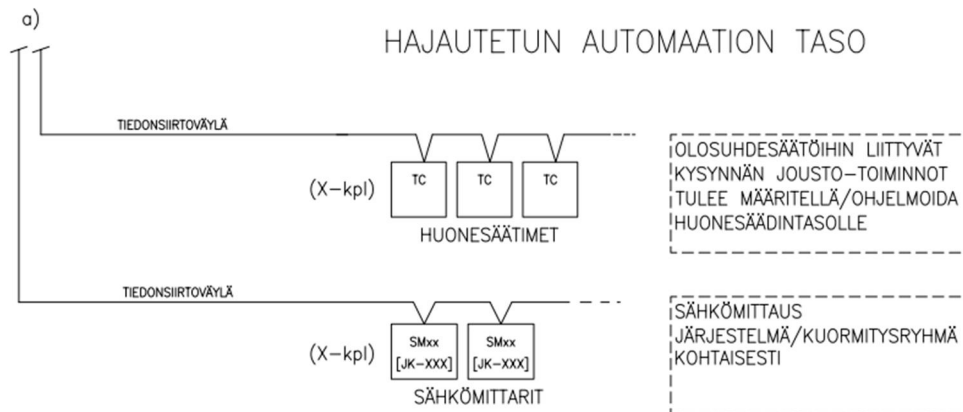 a)
HAJAUTETUN AUTOMAATION TASO
TIEDONSIIRTOVÄYLÄ
(X-kpl)
TC
TC
TC
HUONESÄÄTIMET
OLOSUHDESÄÄTÖIHIN LIITTYVÄT
KYSYNNÄN JOUSTO-TOIMINNOT
TULEE MÄÄRITELLÄ/OHJELMOIDA
HUONESÄÄDINTASOLLE
TIEDONSIIRTOVÄYLÄ
(X-kpl)
SMxx
[JK-XXX]
SMxx
[JK-XXX]
SÄHKÖMITTARIT
SÄHKÖMITTAUS
JÄRJESTELMÄ/KUORMITYSRYHMÄ
KOHTAISESTI